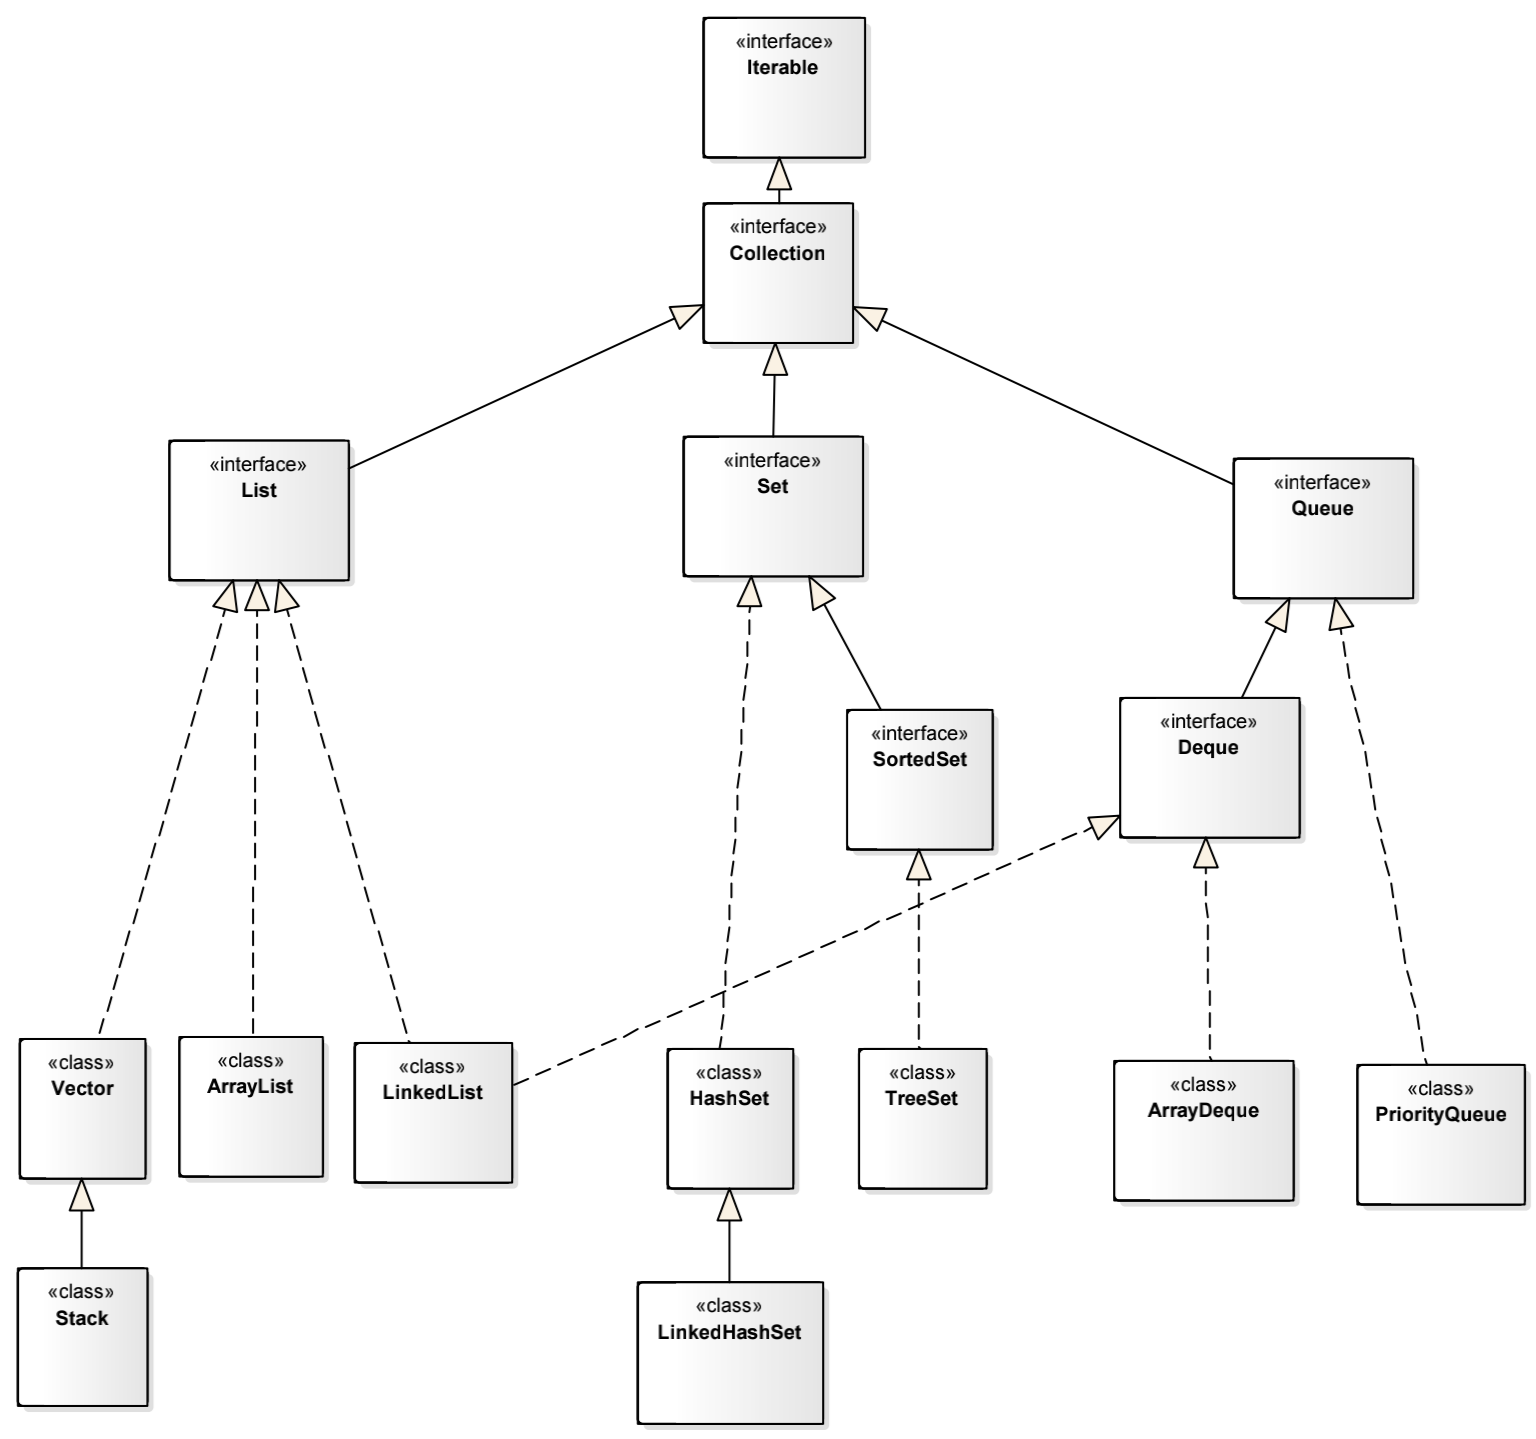 «interface»
Iterable
«interface»
Collection
«interface»
List
«interface»
Set
«interface»
Queue
«interface»
SortedSet
«interface»
Deque
«class»
Vector
«class»
ArrayList
«class»
LinkedList
«class»
HashSet
«class»
TreeSet
«class»
ArrayDeque
«class»
PriorityQueue
«class»
Stack
«class»
LinkedHashSet